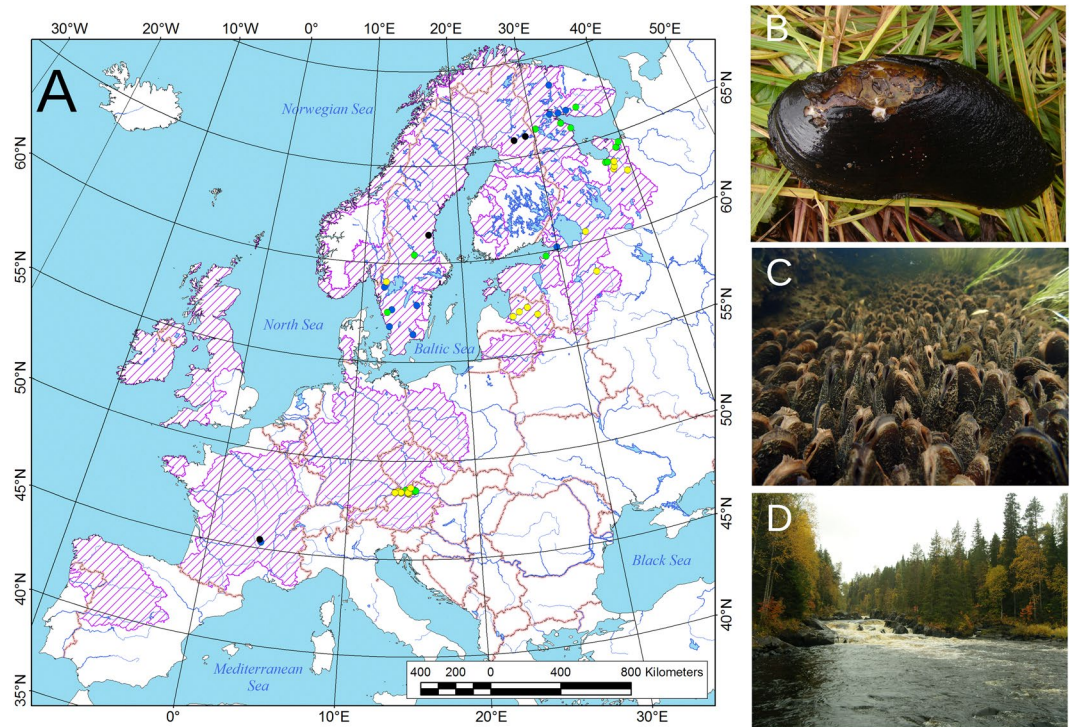 30°W 20°W 10°W 0° 10°E 20°E 30°E 40°E 50°E
A
B
Norwegian Sea
65°N
60°N
60°N
55°N
C
55°N
North Sea
Baltic Sea
50°N
50°N
45°N
45°N
D
Black Sea
40°N
40°N
Mediterranean
Sea
400 200 0 400 800 Kilometers
35°N
0° 10°E 20°E 30°E